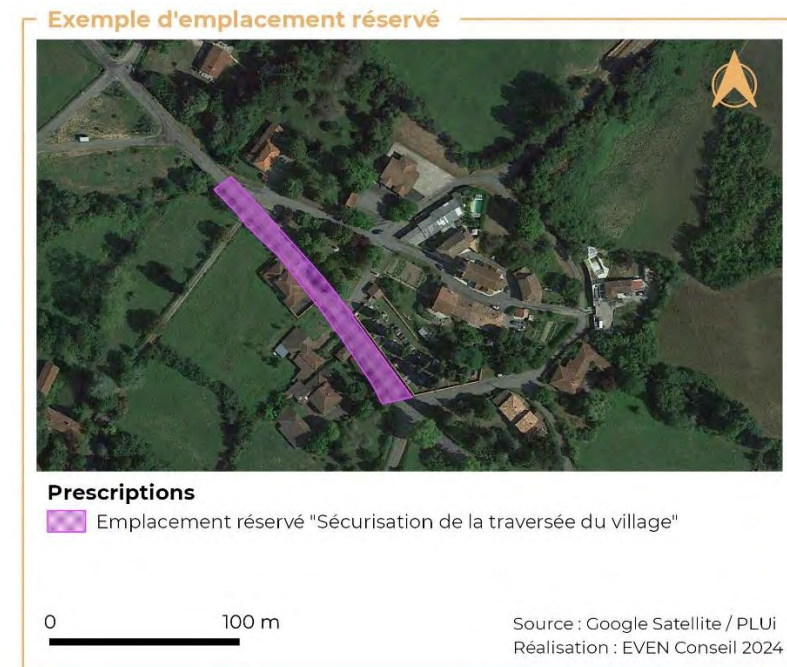 Exemple d'emplacement réservé
Prescriptions
Emplacement réservé "Sécurisation de la traversée du village"
0 100 m
Source : Google Satellite / PLUi
Réalisation : EVEN Conseil 2024